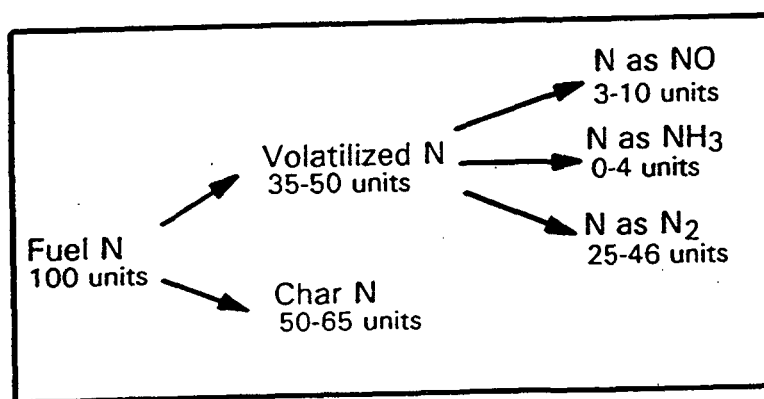 N as NO
3-10 units
N as NH3
0-4 units
Volatilized N
35-50 units
N as N2
25-46 units
Fuel N
100 units
Char N
50-65 units